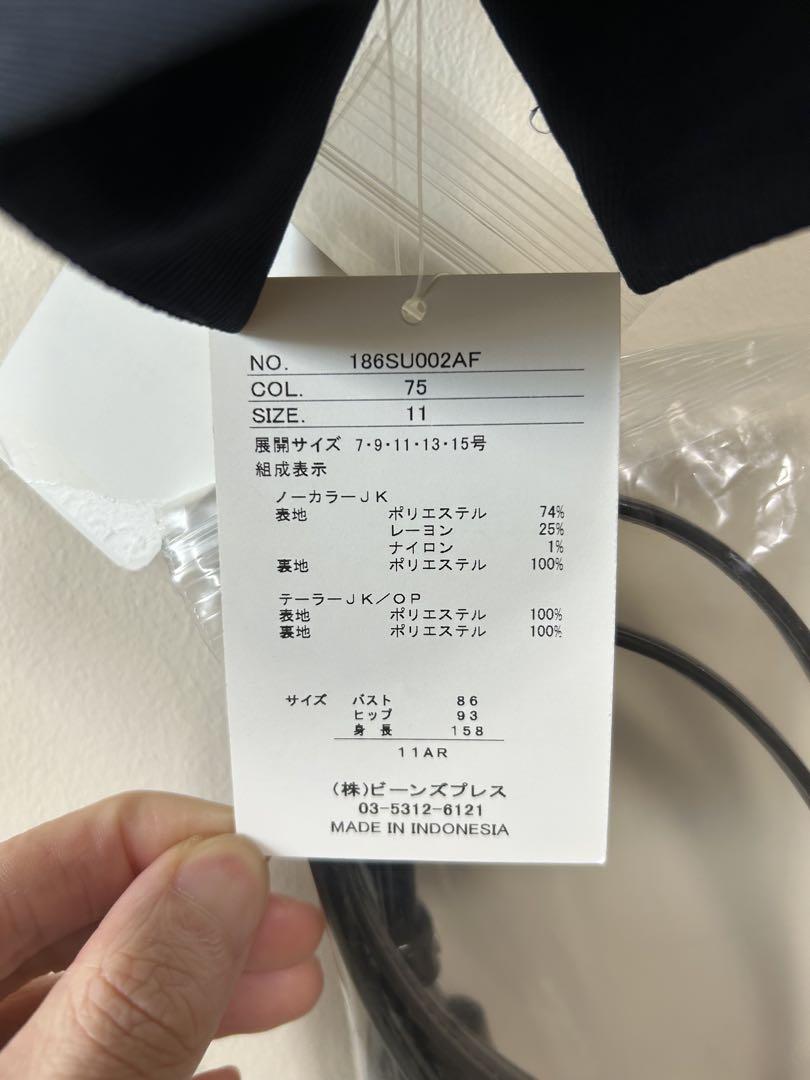 NO. 186SU002AF
COL. 75
SIZE. 11
展開サイズ 7・9・11・13・15号
組成表示
ノーカラーJK
表地 ポリエステル 74%
レーヨン 25%
ナイロン 1%
裏地 ポリエステル 100%
テーラーJK/OP
表地 ポリエステル 100%
裏地 ポリエステル 100%
サイズ バスト 86
ヒップ 93
身長 158
11AR
(株)ビーンズプレス
03-5312-6121
MADE IN INDONESIA